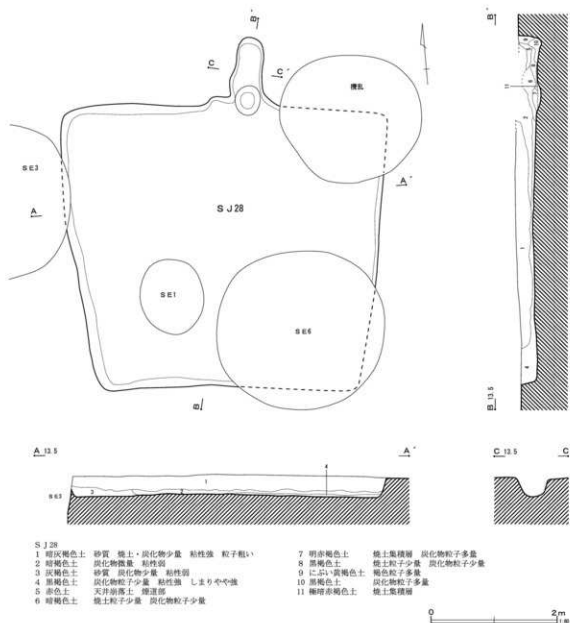 B B'
C C'
攪乱
SE3
A A'
SJ28
SE1
SE6
B
B'
11
1
4
B 13.5
A 13.5 A'
1
2
3
4
SE3
C 13.5 C'
SJ28
1 暗灰褐色土 砂質 焼土・炭化物少量 粘性強 粒子粗い
2 暗褐色土 炭化物微量 粘性弱
3 灰褐色土 砂質 炭化物少量 粘性弱
4 黒褐色土 炭化物粒子少量 粘性強 しまりやや強
5 赤色土 天井崩落土 煙道部
6 暗褐色土 焼土粒子少量 炭化物粒子少量
7 明赤褐色土 焼土集積層 炭化物粒子多量
8 黒褐色土 焼土粒子少量 炭化物粒子少量
9 にぶい黄褐色土 褐色粒子多量
10 黒褐色土 炭化物粒子多量
11 極暗赤褐色土 焼土集積層
0 2m